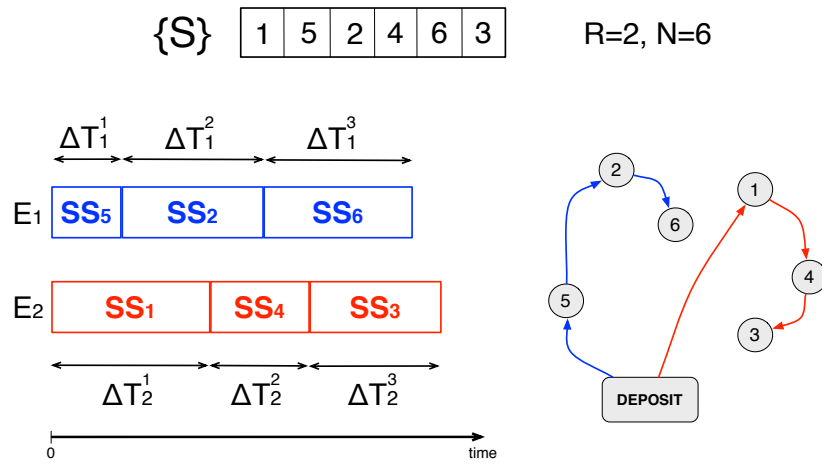 {S} 1 5 2 4 6 3 R=2, N=6
ΔT₁¹ ΔT₁² ΔT₁³
E₁ SS₅ SS₂ SS₆
E₂ SS₁ SS₄ SS₃
ΔT₂¹ ΔT₂² ΔT₂³
0 time
2
1
6
4
5
3
DEPOSIT